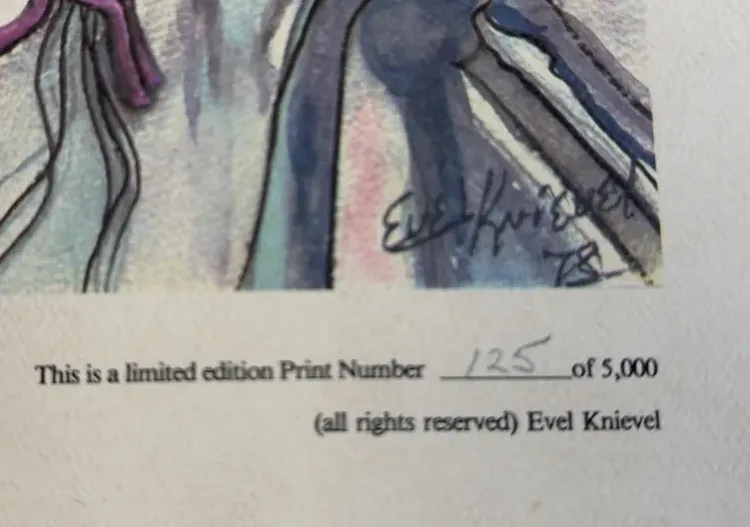 Evel Knievel
78
This is a limited edition Print Number 125 of 5,000
(all rights reserved) Evel Knievel